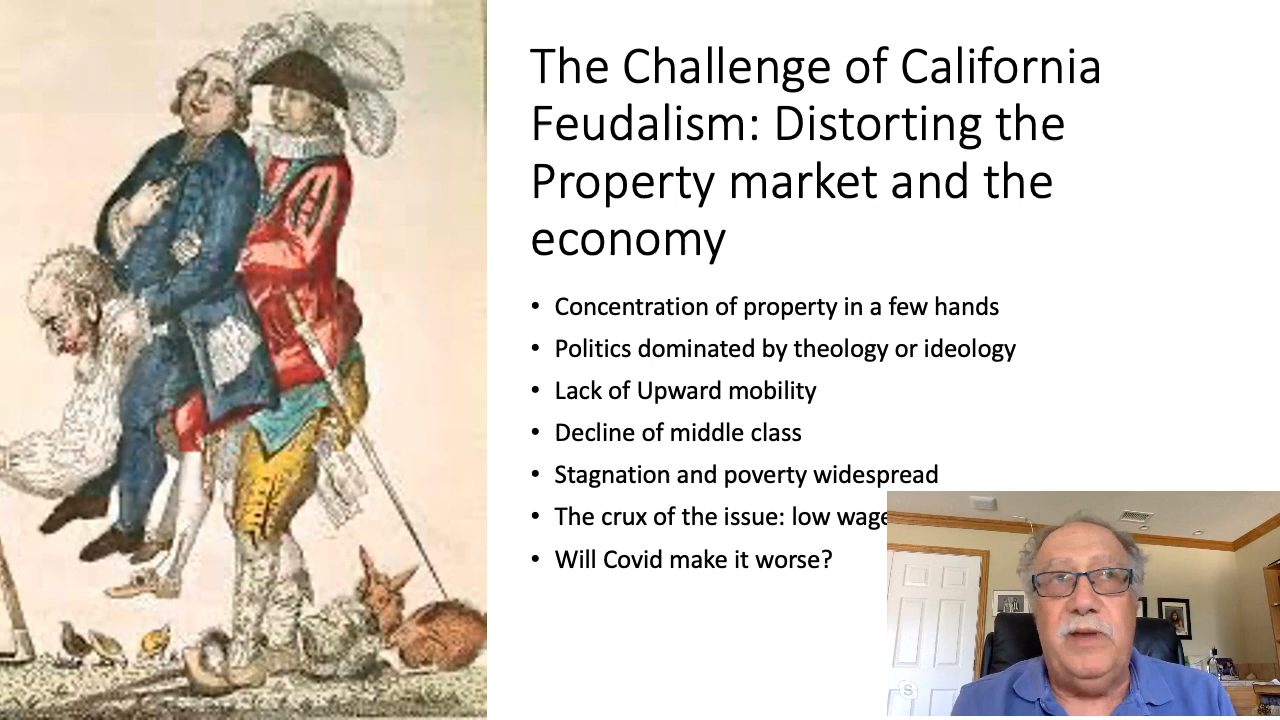 The Challenge of California
Feudalism: Distorting the
Property market and the
economy
• Concentration of property in a few hands
• Politics dominated by theology or ideology
• Lack of Upward mobility
• Decline of middle class
• Stagnation and poverty widespread
• The crux of the issue: low wage
• Will Covid make it worse?
S